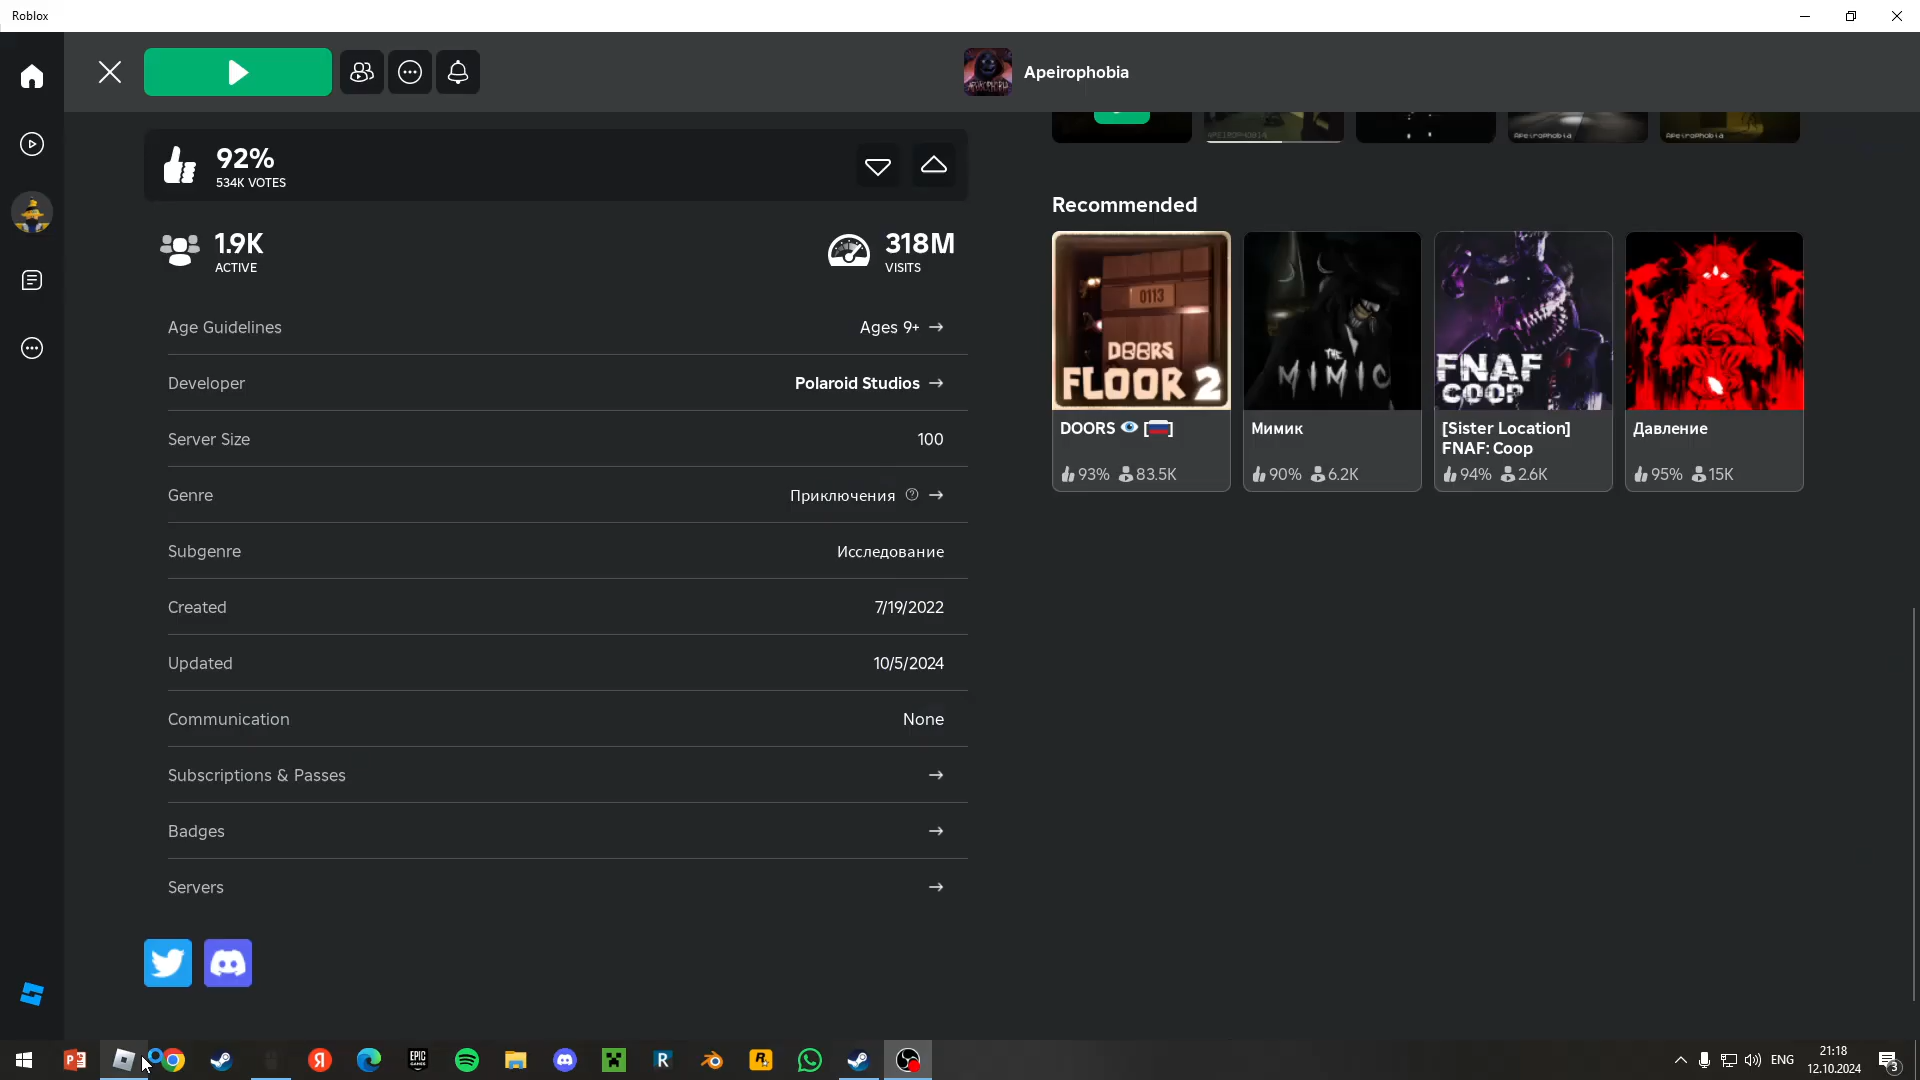 Roblox
Apeirophobia
92%
534K VOTES
1.9K
ACTIVE
318M
VISITS
Age Guidelines
Ages 9+
Developer
Polaroid Studios
Server Size
100
Genre
Приключения
Subgenre
Исследование
Created
7/19/2022
Updated
10/5/2024
Communication
None
Subscriptions & Passes
Badges
Servers
APEIROPHOBIA
Apeirophobia
Apeirophobia
Recommended
0113
DOORS
FLOOR 2
THE
MIMIC
FNAF
COOP
DOORS 👁 [🇷🇺]
93% 83.5K
Мимик
90% 6.2K
[Sister Location]
FNAF: Coop
94% 2.6K
Давление
95% 15K
EPIC
GAMES
ENG
21:18
12.10.2024
3